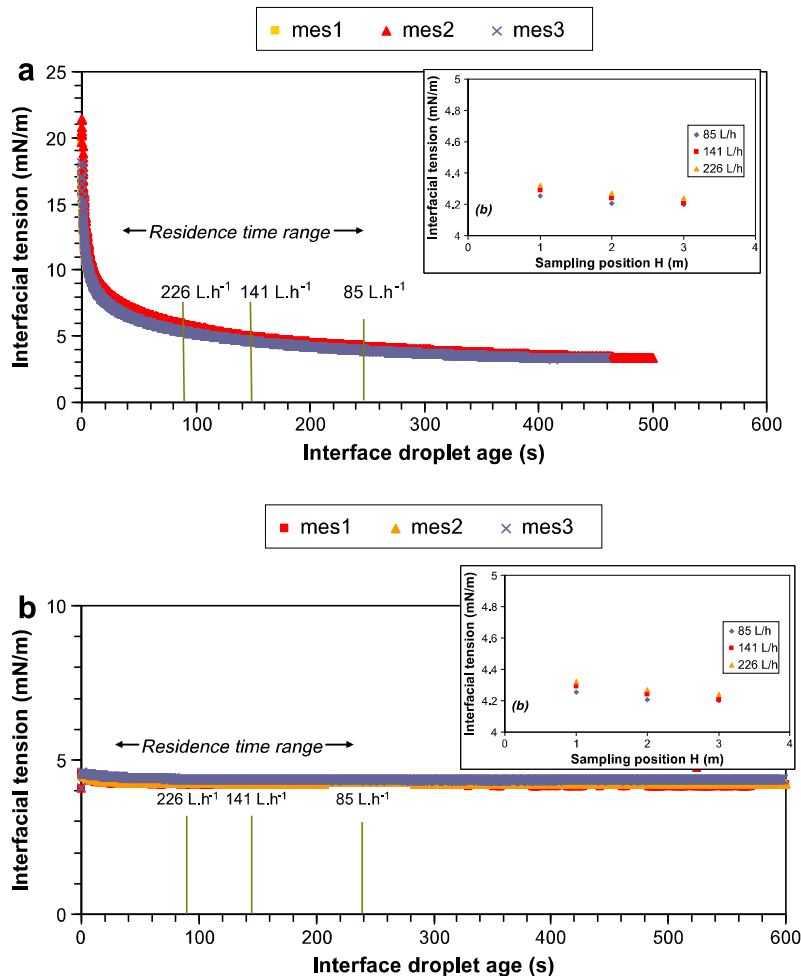 mes1 mes2 mes3
a
25
20
15
10
5
0
Interfacial tension (mN/m)
Residence time range
226 L.h-1 141 L.h-1 85 L.h-1
0 100 200 300 400 500 600
Interface droplet age (s)
5
4.8
4.6
4.4
4.2
4
Interfacial tension (mN/m)
85 L/h
141 L/h
226 L/h
(b)
0 1 2 3 4
Sampling position H (m)
mes1 mes2 mes3
b
10
5
0
Interfacial tension (mN/m)
Residence time range
226 L.h-1 141 L.h-1 85 L.h-1
0 100 200 300 400 500 600
Interface droplet age (s)
5
4.8
4.6
4.4
4.2
4
Interfacial tension (mN/m)
85 L/h
141 L/h
226 L/h
(b)
0 1 2 3 4
Sampling position H (m)